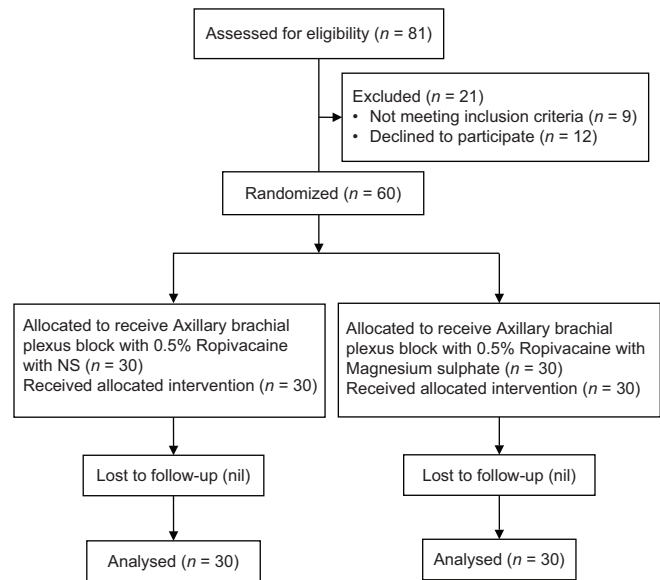 Assessed for eligibility (n = 81)
Excluded (n = 21)
• Not meeting inclusion criteria (n = 9)
• Declined to participate (n = 12)
Randomized (n = 60)
Allocated to receive Axillary brachial
plexus block with 0.5% Ropivacaine
with NS (n = 30)
Received allocated intervention (n = 30)
Allocated to receive Axillary brachial
plexus block with 0.5% Ropivacaine with
Magnesium sulphate (n = 30)
Received allocated intervention (n = 30)
Lost to follow-up (nil)
Lost to follow-up (nil)
Analysed (n = 30)
Analysed (n = 30)